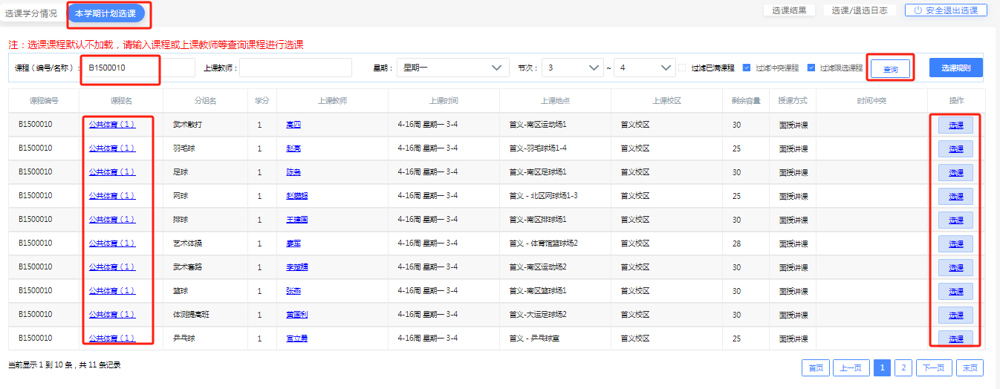 选课学分情况 本学期计划选课 选课结果 选课/退选日志 安全退出选课
注：选课课程默认不加载，请输入课程或上课教师等查询课程进行选课
课程（编号/名称）： B1500010 上课教师： 星期： 星期一 节次： 3 ~ 4 过滤已满课程 过滤冲突课程 过滤限选课程 查询 选课规则
课程编号 课程名 分组名 学分 上课教师 上课时间 上课地点 上课校区 剩余容量 授课方式 时间冲突 操作
B1500010 公共体育（1） 武术散打 1 高四 4-16周 星期一 3-4 首义-南区运动场1 首义校区 30 面授讲课 选课
B1500010 公共体育（1） 羽毛球 1 赵亮 4-16周 星期一 3-4 首义-羽毛球场1-4 首义校区 25 面授讲课 选课
B1500010 公共体育（1） 足球 1 陈枭 4-16周 星期一 3-4 首义-南区足球场1 首义校区 30 面授讲课 选课
B1500010 公共体育（1） 网球 1 4-16周 星期一 3-4 首义 - 北区网球场1-3 首义校区 25 面授讲课 选课
B1500010 公共体育（1） 排球 1 王建国 4-16周 星期一 3-4 首义-南区排球场1 首义校区 30 面授讲课 选课
B1500010 公共体育（1） 艺术体操 1 廖军 4-16周 星期一 3-4 首义 - 体育馆篮球场2 首义校区 28 面授讲课 选课
B1500010 公共体育（1） 武术套路 1 李楚穗 4-16周 星期一 3-4 首义-南区运动场2 首义校区 30 面授讲课 选课
B1500010 公共体育（1） 篮球 1 张燕 4-16周 星期一 3-4 首义-南区篮球场1 首义校区 30 面授讲课 选课
B1500010 公共体育（1） 体测提高班 1 黄国利 4-16周 星期一 3-4 首义-大运足球场2 首义校区 30 面授讲课 选课
B1500010 公共体育（1） 乒乓球 1 官立勇 4-16周 星期一 3-4 首义 - 乒乓球室 首义校区 25 面授讲课 选课
当前显示 1 到 10 条，共 11 条记录 首页 上一页 1 2 下一页 末页